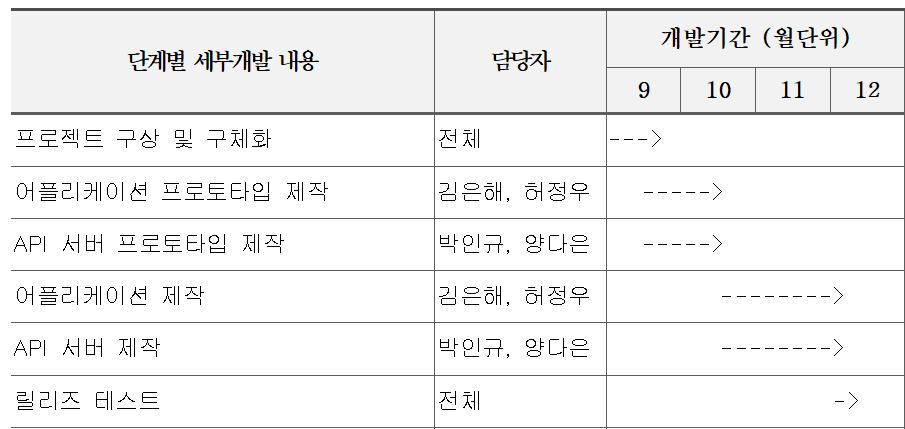 단계별 세부개발 내용 담당자 개발기간 (월단위)
9 10 11 12
프로젝트 구상 및 구체화 전체 --->
어플리케이션 프로토타입 제작 김은해, 허정우 ----->
API 서버 프로토타입 제작 박인규, 양다은 ----->
어플리케이션 제작 김은해, 허정우 -------->
API 서버 제작 박인규, 양다은 -------->
릴리즈 테스트 전체 ->